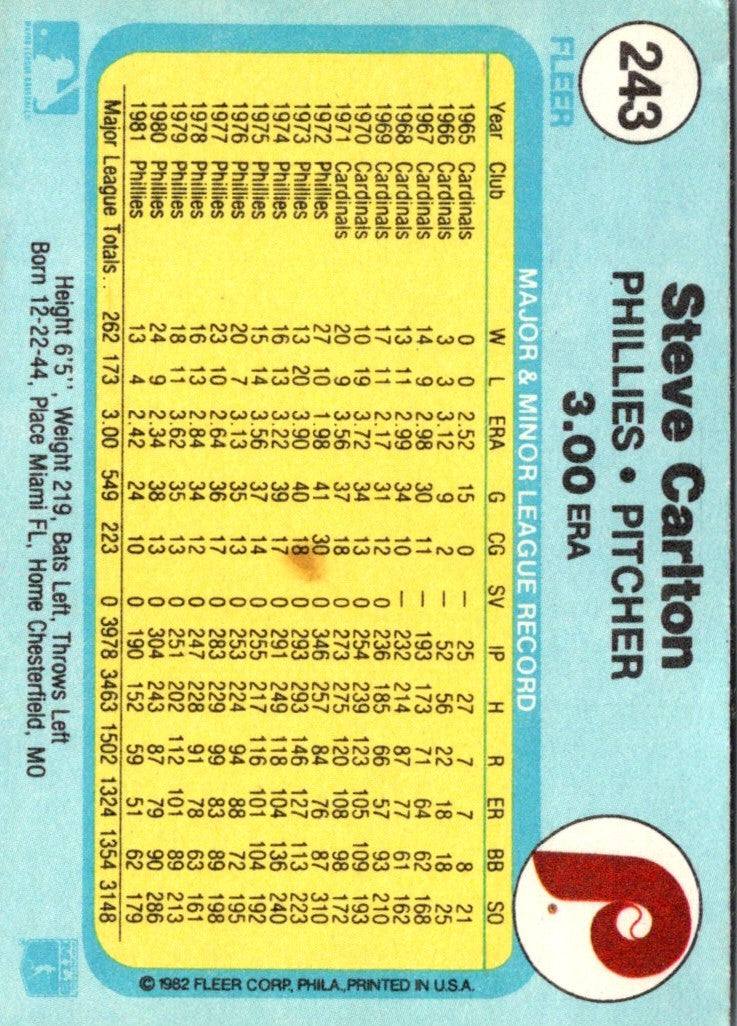 243
FLEER
Steve Carlton
PHILLIES • PITCHER
3.00 ERA
MAJOR & MINOR LEAGUE RECORD
Year Club W L ERA G CG SV IP H R ER BB SO
1965 Cardinals 0 0 2.52 15 0 — 25 27 7 7 8 21
1966 Cardinals 3 3 3.12 9 2 — 52 56 22 18 18 25
1967 Cardinals 14 9 2.98 30 11 — 193 173 71 64 62 168
1968 Cardinals 13 11 2.99 34 10 — 232 214 87 77 61 162
1969 Cardinals 17 11 2.17 31 12 0 236 185 66 57 93 210
1970 Cardinals 10 19 3.72 34 13 0 254 239 123 105 109 193
1971 Cardinals 20 9 3.56 37 18 0 273 275 120 108 98 172
1972 Phillies 27 10 1.98 41 30 0 346 257 84 76 87 310
1973 Phillies 13 20 3.90 40 18 0 293 293 146 127 113 223
1974 Phillies 16 13 3.22 39 17 0 291 249 118 104 136 240
1975 Phillies 15 14 3.56 37 14 0 255 217 116 101 104 192
1976 Phillies 20 7 3.13 35 13 0 253 224 94 88 72 195
1977 Phillies 23 10 2.64 36 17 0 283 229 99 83 89 198
1978 Phillies 16 13 2.84 34 12 0 247 228 91 78 63 161
1979 Phillies 18 11 3.62 35 13 0 251 202 112 101 89 213
1980 Phillies 24 9 2.34 38 13 0 304 243 87 79 90 286
1981 Phillies 13 4 2.42 24 10 0 190 152 59 51 62 179
Major League Totals.. 262 173 3.00 549 223 0 3978 3463 1502 1324 1354 3148
© 1982 FLEER CORP., PHILA., PRINTED IN U.S.A.
Height 6'5'', Weight 219, Bats Left, Throws Left
Born 12-22-44, Place Miami FL, Home Chesterfield, MO